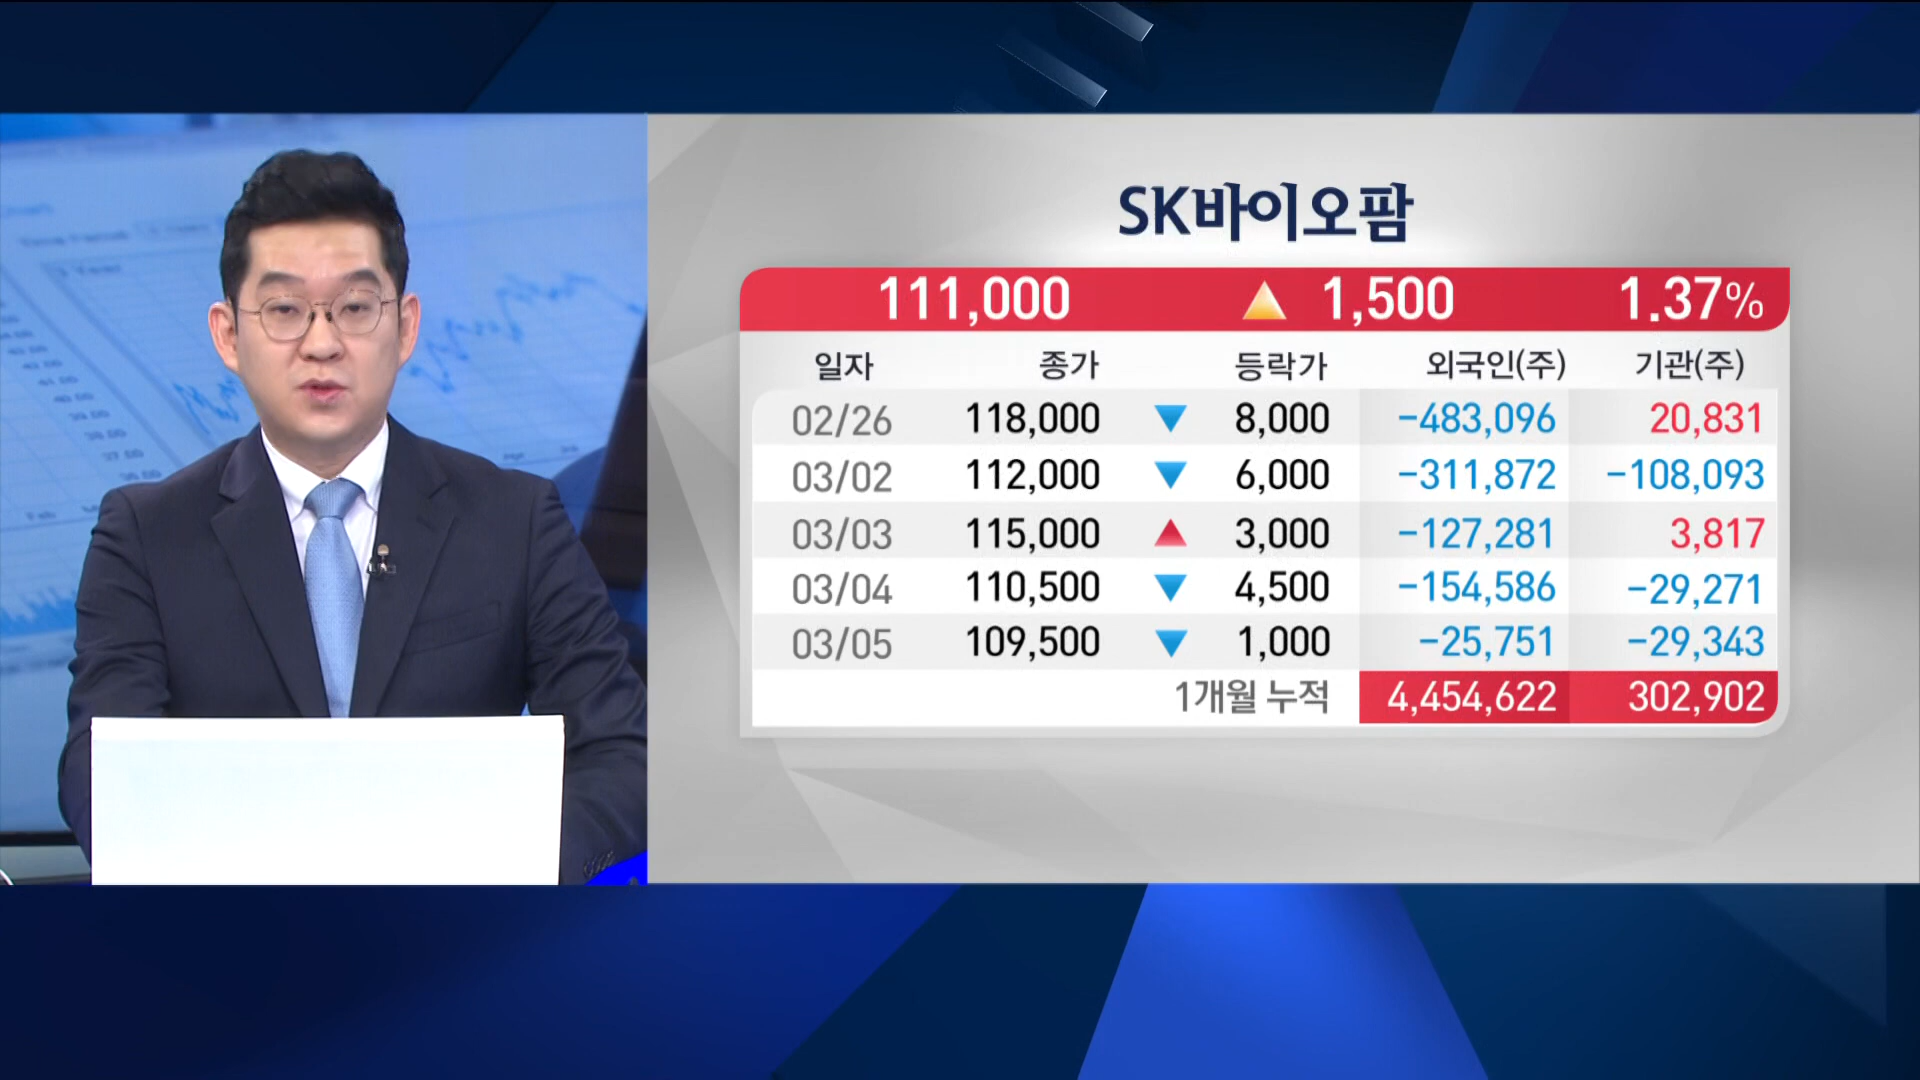 SK바이오팜
111,000 ▲ 1,500 1.37%
일자 종가 등락가 외국인(주) 기관(주)
02/26 118,000 ▼ 8,000 -483,096 20,831
03/02 112,000 ▼ 6,000 -311,872 -108,093
03/03 115,000 ▲ 3,000 -127,281 3,817
03/04 110,500 ▼ 4,500 -154,586 -29,271
03/05 109,500 ▼ 1,000 -25,751 -29,343
1개월 누적 4,454,622 302,902